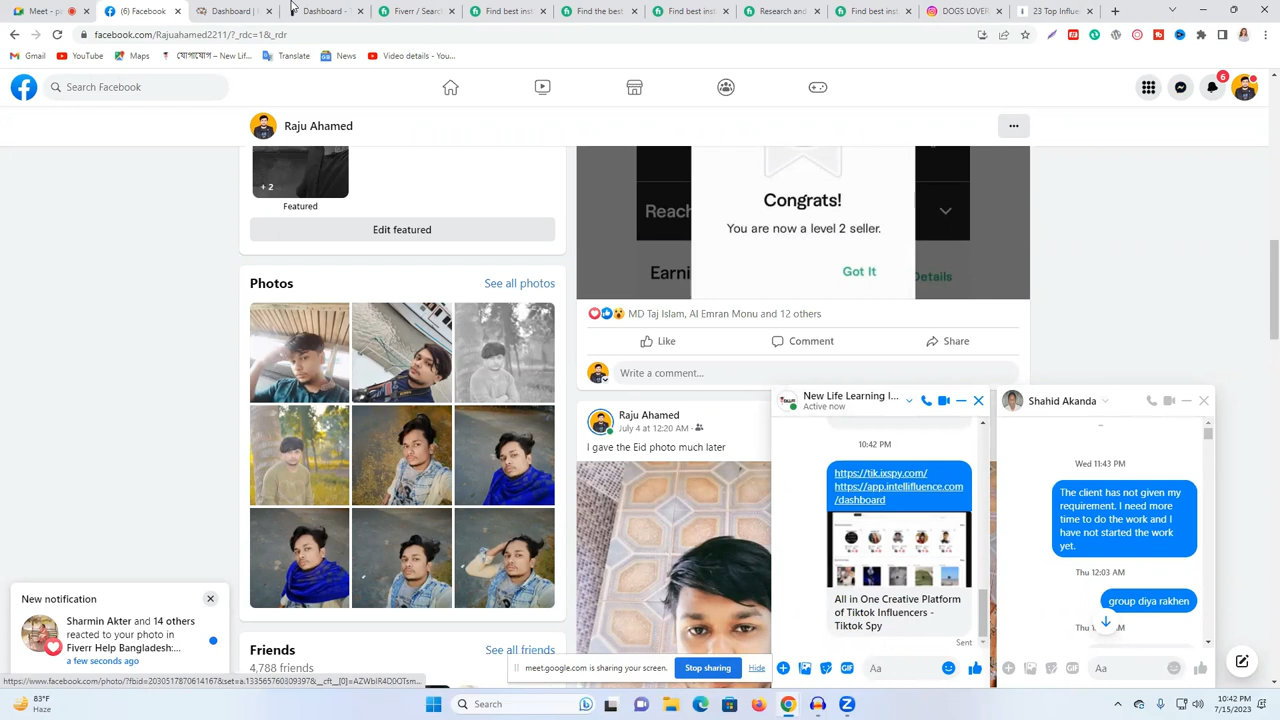 Meet - p
(6) Facebook
Dashboard |
Dashboard -
Fiverr / Sear
Find best ins
Find the best
Research and
Find best inst
DOGS LOVER
23 Top Influe
facebook.com/Rajuahamed2211/?_rdc=1&_rdr
Gmail
YouTube
Maps
যোগাযোগ – New Life...
Translate
News
Video details - You...
Search Facebook
6
Raju Ahamed
+ 2
Featured
Edit featured
Photos
See all photos
Friends
See all friends
4,788 friends
Congrats!
You are now a level 2 seller.
Got It
Reach
Earni
Details
MD Taj Islam, Al Emran Monu and 12 others
Like
Comment
Share
Write a comment...
Raju Ahamed
July 4 at 12:20 AM ·
I gave the Eid photo much later
New Life Learning I...
Active now
10:42 PM
https://tik.ixspy.com/
https://app.intellifluence.com
/dashboard
All in One Creative Platform
of Tiktok Influencers -
Tiktok Spy
Sent
Aa
Shahid Akanda
Wed 11:43 PM
The client has not given my
requirement. I need more
time to do the work and I
have not started the work
yet.
Thu 12:03 AM
group diya rakhen
Aa
New notification
Sharmin Akter and 14 others
reacted to your photo in
Fiverr Help Bangladesh:...
a few seconds ago
meet.google.com is sharing your screen.
Stop sharing
Hide
83°F
Haze
Search
10:42 PM
7/15/2023